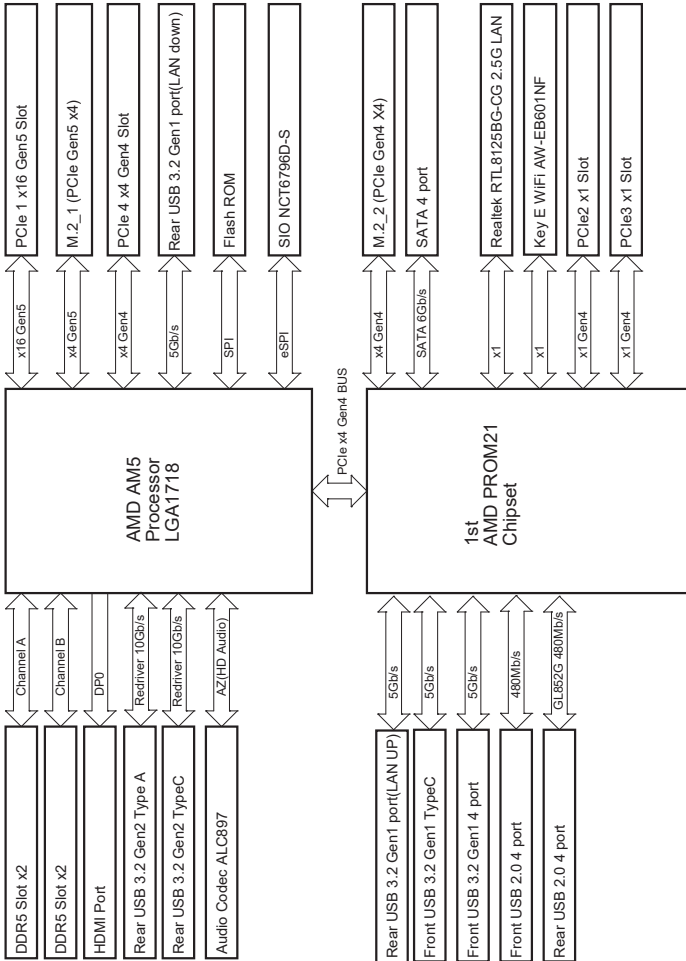 PCIe 1 x16 Gen5 Slot
M.2_1 (PCIe Gen5 x4)
PCIe 4 x4 Gen4 Slot
Rear USB 3.2 Gen1 port(LAN down)
Flash ROM
SIO NCT6796D-S
x16 Gen5
x4 Gen5
x4 Gen4
5Gb/s
SPI
eSPI
AMD AM5
Processor
LGA1718
Channel A
Channel B
DP0
Redriver 10Gb/s
Redriver 10Gb/s
AZ(HD Audio)
DDR5 Slot x2
DDR5 Slot x2
HDMI Port
Rear USB 3.2 Gen2 Type A
Rear USB 3.2 Gen2 TypeC
Audio Codec ALC897
PCIe x4 Gen4 BUS
M.2_2 (PCIe Gen4 X4)
SATA 4 port
Realtek RTL8125BG-CG 2.5G LAN
Key E WiFi AW-EB601NF
PCIe2 x1 Slot
PCIe3 x1 Slot
x4 Gen4
SATA 6Gb/s
x1
x1
x1 Gen4
x1 Gen4
1st
AMD PROM21
Chipset
5Gb/s
5Gb/s
5Gb/s
480Mb/s
GL852G 480Mb/s
Rear USB 3.2 Gen1 port(LAN UP)
Front USB 3.2 Gen1 TypeC
Front USB 3.2 Gen1 4 port
Front USB 2.0 4 port
Rear USB 2.0 4 port